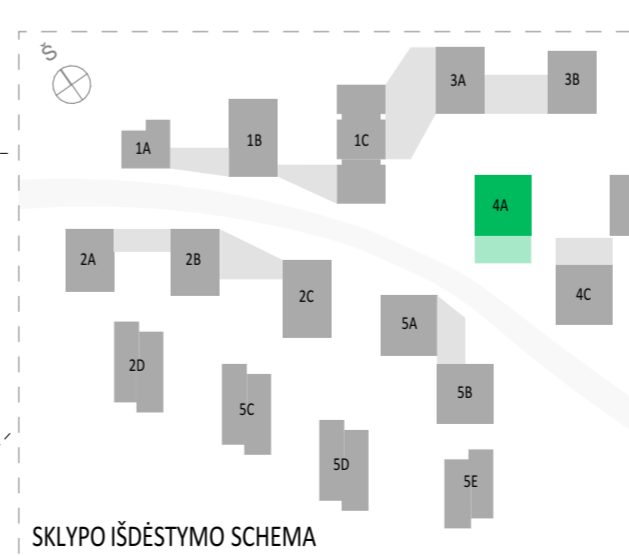 Š
3A
3B
1A
1B
1C
4A
2A
2B
2C
4C
5A
2D
5B
5C
5D
5E
SKLYPO IŠDĖSTYMO SCHEMA